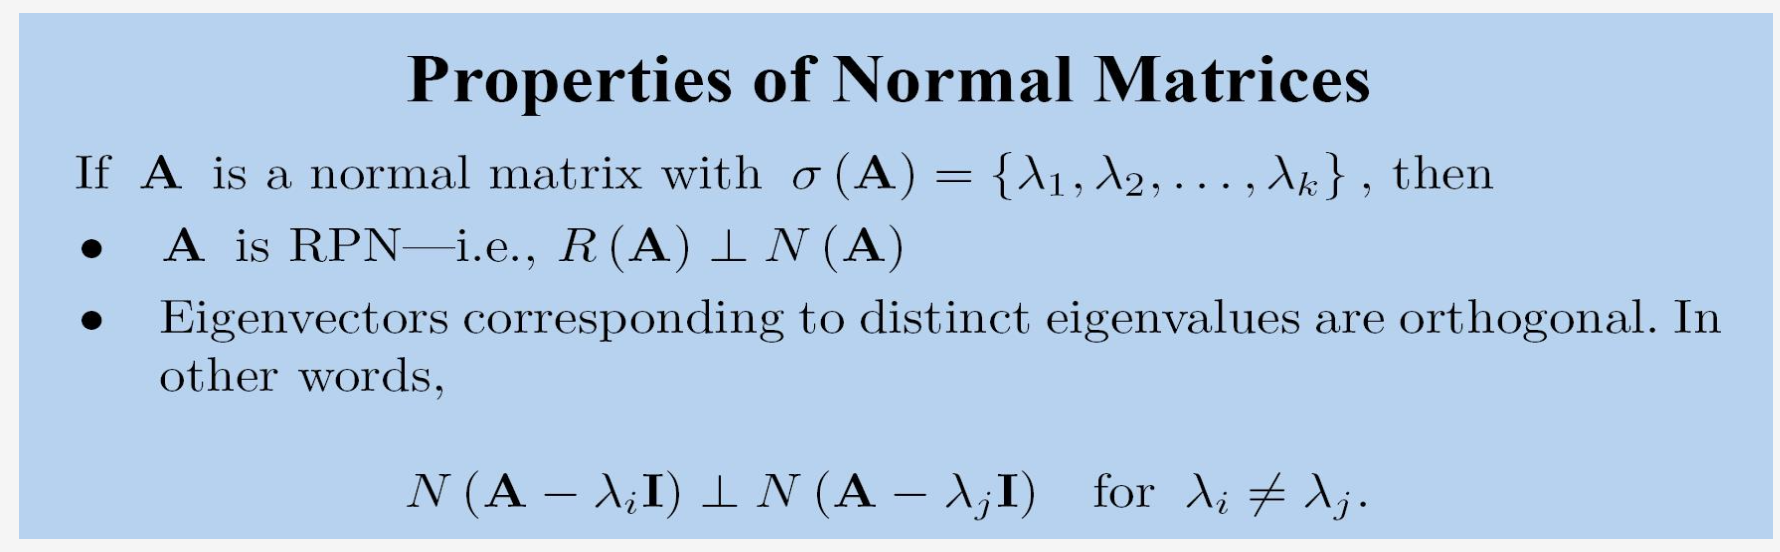 Properties of Normal Matrices
If A is a normal matrix with σ (A) = {λ₁, λ₂, . . . , λₖ} , then
• A is RPN—i.e., R (A) ⊥ N (A)
• Eigenvectors corresponding to distinct eigenvalues are orthogonal. In
other words,
N (A − λᵢI) ⊥ N (A − λⱼI) for λᵢ ≠ λⱼ.